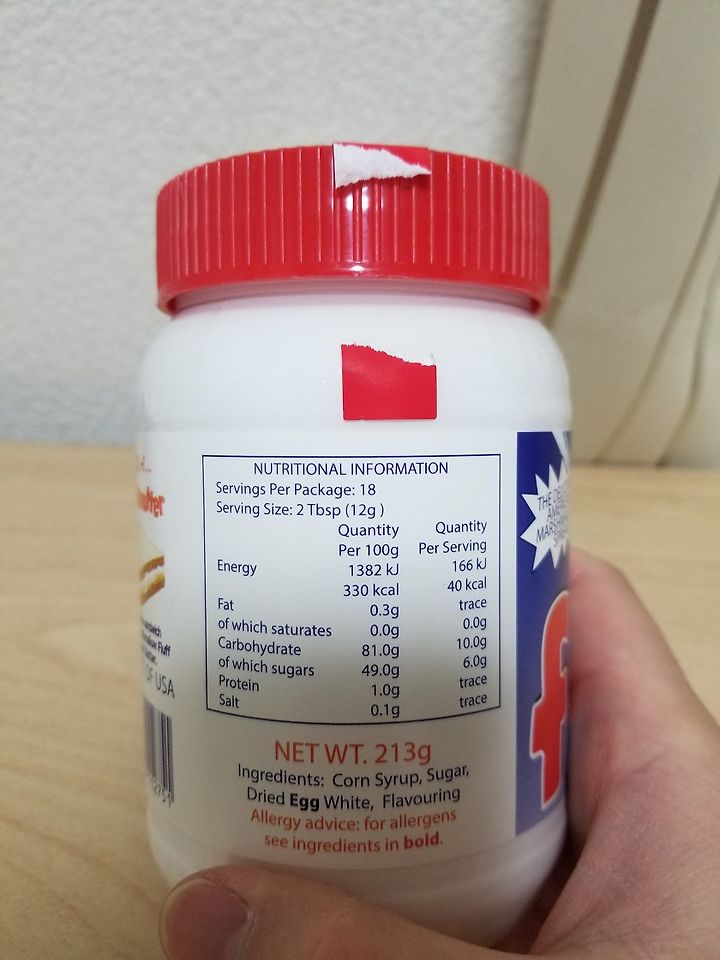 NUTRITIONAL INFORMATION
Servings Per Package: 18
Serving Size: 2 Tbsp (12g )
Quantity Quantity
Per 100g Per Serving
Energy 1382 kJ 166 kJ
330 kcal 40 kcal
Fat 0.3g trace
of which saturates 0.0g 0.0g
Carbohydrate 81.0g 10.0g
of which sugars 49.0g 6.0g
Protein 1.0g trace
Salt 0.1g trace
NET WT. 213g
Ingredients: Corn Syrup, Sugar,
Dried Egg White, Flavouring
Allergy advice: for allergens
see ingredients in bold.
Fluff
OF USA
THE
f